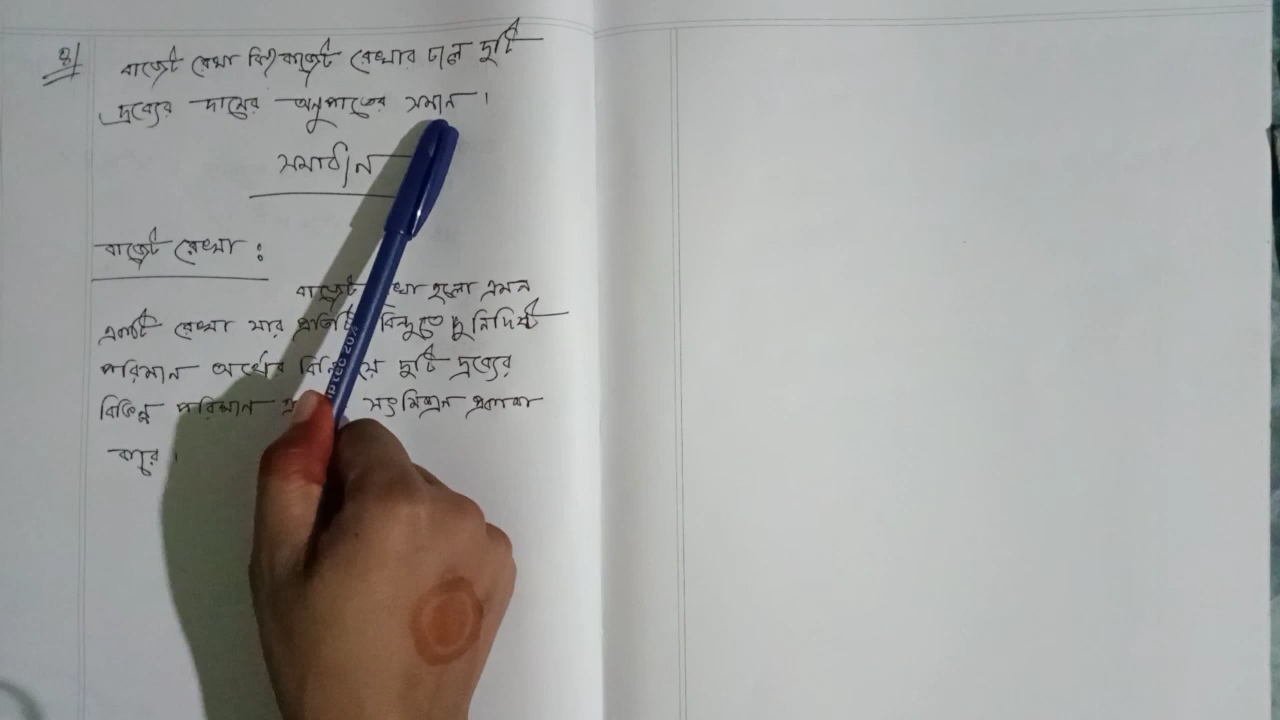 ৪/ বাজেট রেখা কি? বাজেট রেখার ঢাল দুটি
দ্রব্যের দামের অনুপাতের সমান।
সমাধান
বাজেট রেখা :
বাজেট রেখা হলো এমন
একটি রেখা যার প্রতিটি বিন্দুতে সুনির্দিষ্ট
পরিমান অর্থের বিনিময়ে দুটি দ্রব্যের
বিভিন্ন পরিমান সংমিশ্রন প্রকাশ
করে।